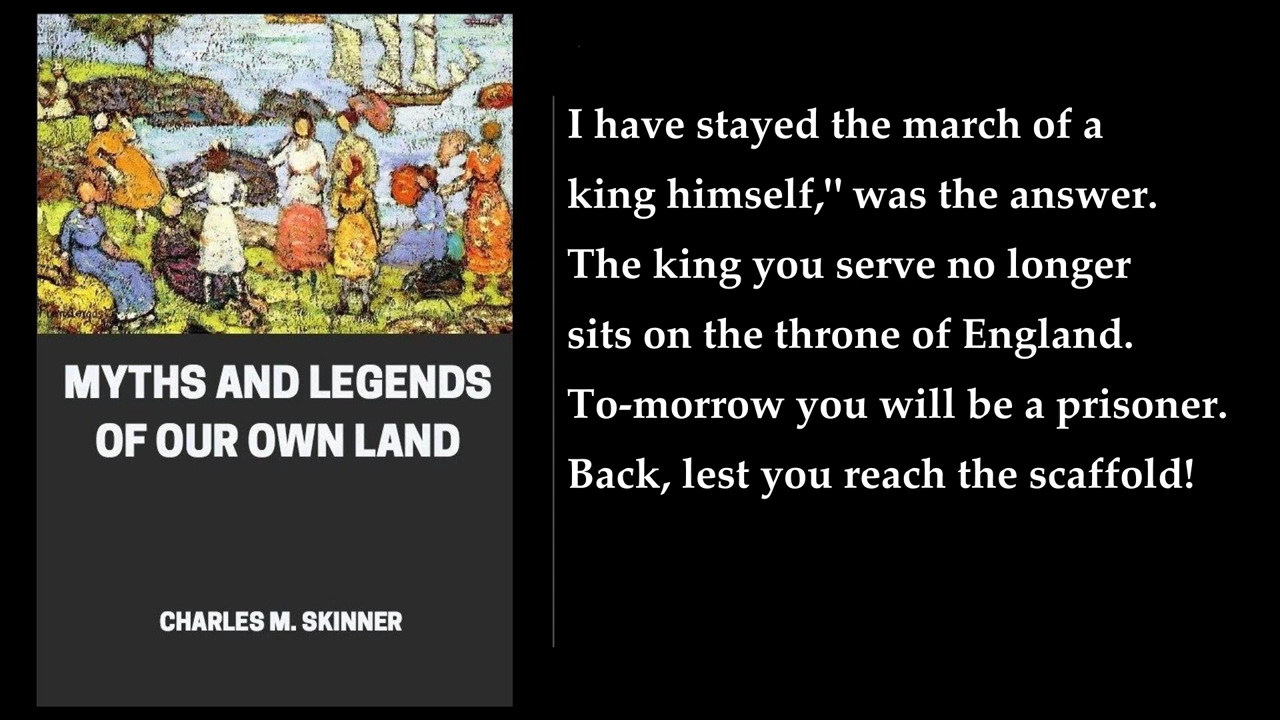 MYTHS AND LEGENDS
OF OUR OWN LAND
CHARLES M. SKINNER
I have stayed the march of a
king himself," was the answer.
The king you serve no longer
sits on the throne of England.
To-morrow you will be a prisoner.
Back, lest you reach the scaffold!